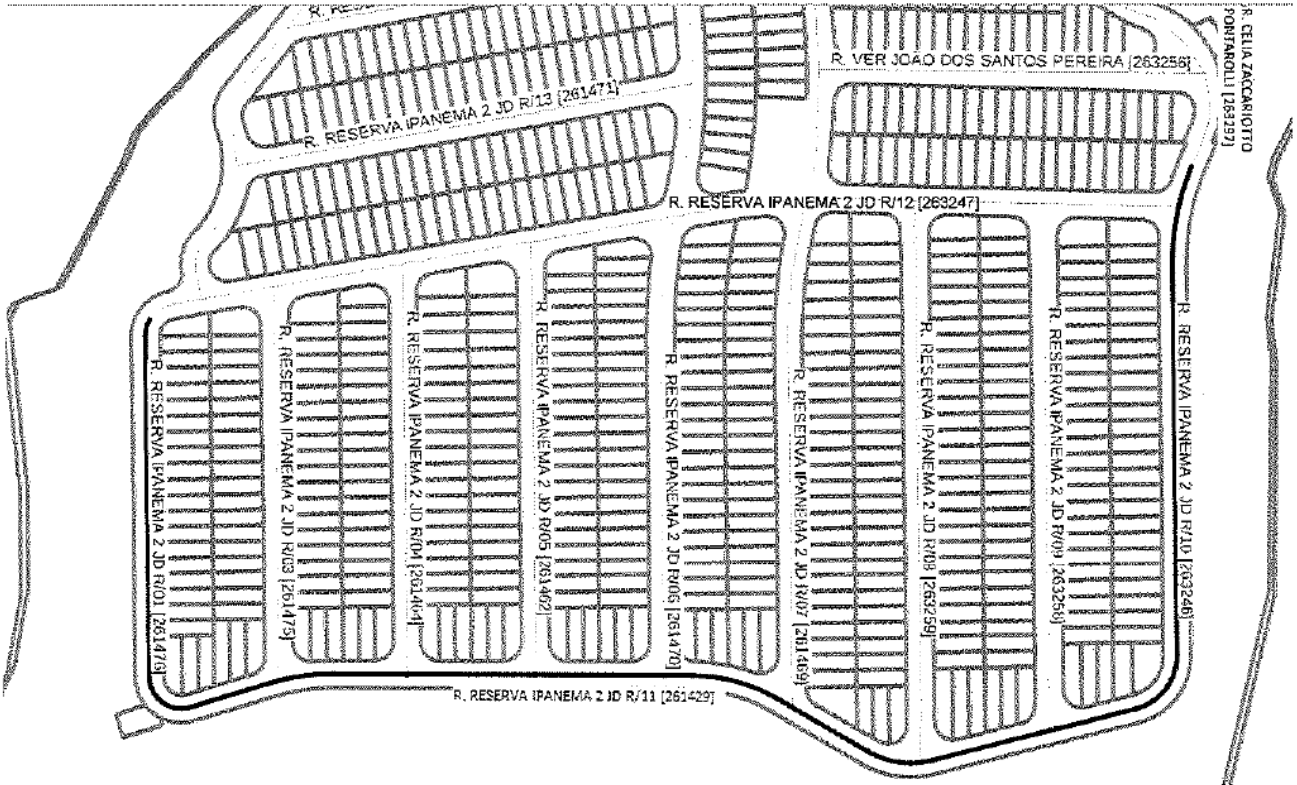 R. RESE
R. CELIA ZACCARIOTTO
PONTAROLLI [263297]
R. VER JOAO DOS SANTOS PEREIRA [263256]
R. RESERVA IPANEMA 2 JD R/13 [261471]
R. RESERVA IPANEMA 2 JD R/12 [263247]
R. RESERVA IPANEMA 2 JD R/01 [261476]
R. RESERVA IPANEMA 2 JD R/03 [261475]
R. RESERVA IPANEMA 2 JD R/04 [261464]
R. RESERVA IPANEMA 2 JD R/05 [261462]
R. RESERVA IPANEMA 2 JD R/06 [261470]
R. RESERVA IPANEMA 2 JD R/07 [261469]
R. RESERVA IPANEMA 2 JD R/08 [263259]
R. RESERVA IPANEMA 2 JD R/09 [263258]
R. RESERVA IPANEMA 2 JD R/10 [263246]
R. RESERVA IPANEMA 2 JD R/11 [261429]